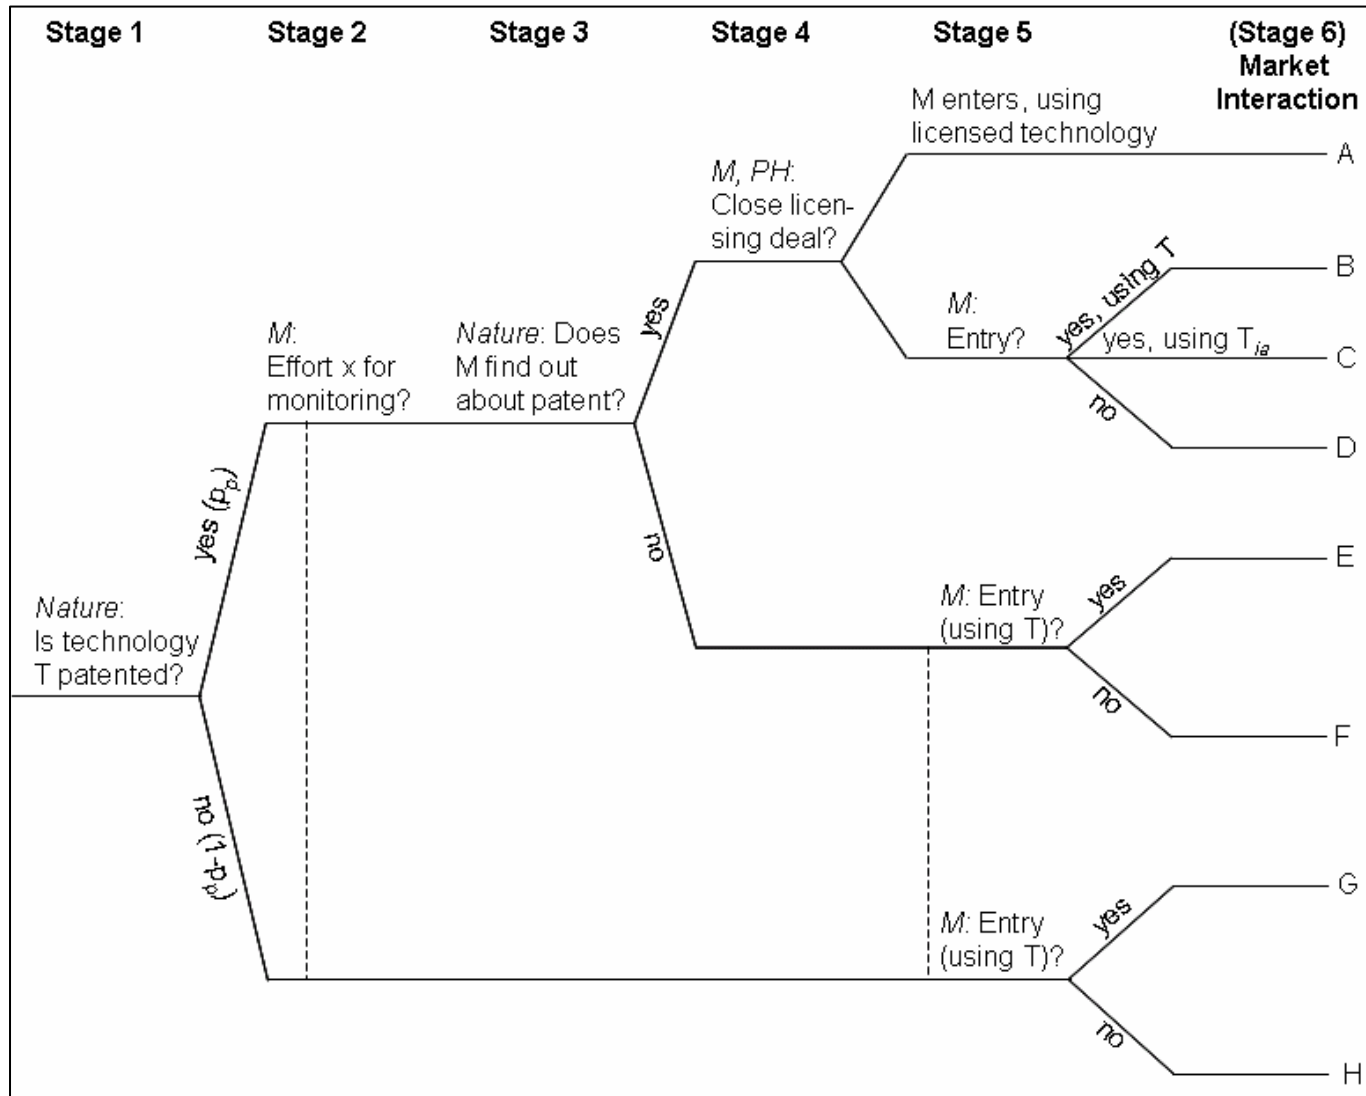 Stage 1
Stage 2
Stage 3
Stage 4
Stage 5
(Stage 6)
Market
Interaction
M enters, using
licensed technology
A
M, PH:
Close licen-
sing deal?
B
yes, using T
M:
Entry?
yes, using T_ia
C
no
D
yes
M:
Effort x for
monitoring?
Nature: Does
M find out
about patent?
no
E
M: Entry
(using T)?
yes
no
F
yes (p_p)
Nature:
Is technology
T patented?
no (1-p_p)
G
M: Entry
(using T)?
yes
no
H